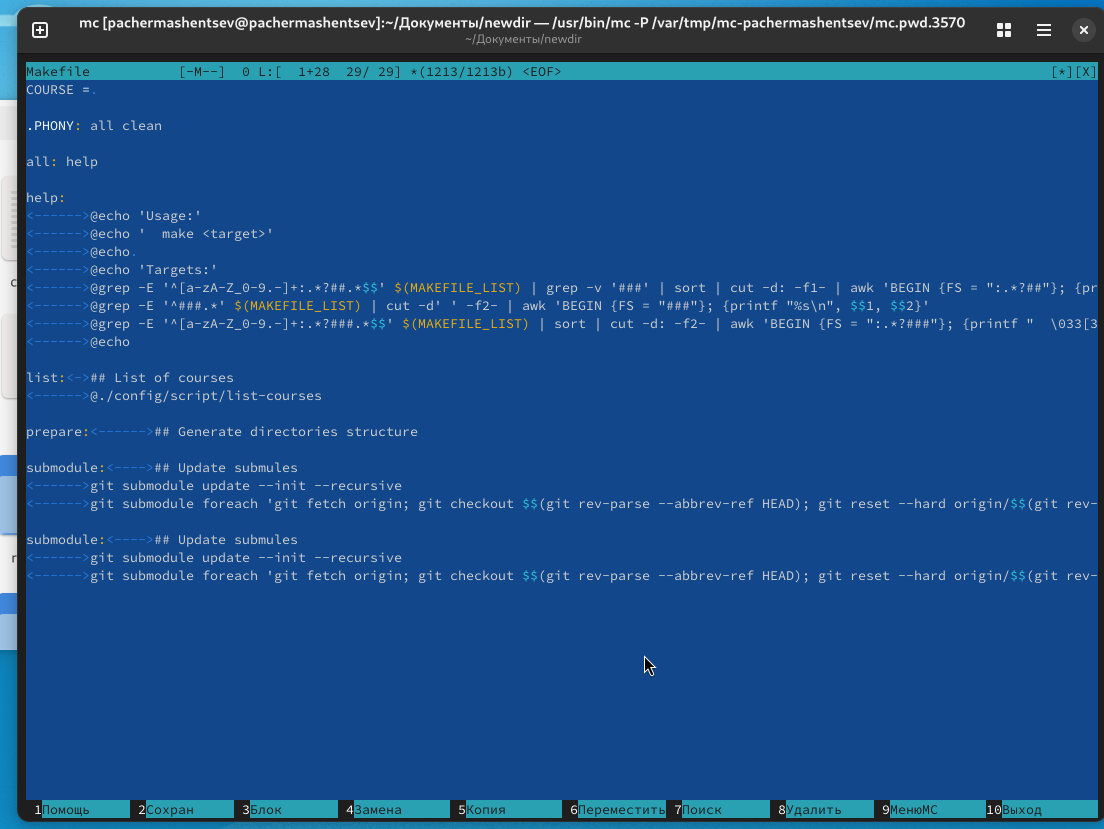 mc [pachermashentsev@pachermashentsev]:~/Документы/newdir — /usr/bin/mc -P /var/tmp/mc-pachermashentsev/mc.pwd.3570
~/Документы/newdir
Makefile [-M--] 0 L:[ 1+28 29/ 29] *(1213/1213b) <EOF> [*][X]
COURSE =.
.PHONY: all clean
all: help
help:
<------>@echo 'Usage:'
<------>@echo '  make <target>'
<------>@echo.
<------>@echo 'Targets:'
<------>@grep -E '^[a-zA-Z_0-9.-]+:.*?##.*$$' $(MAKEFILE_LIST) | grep -v '###' | sort | cut -d: -f1- | awk 'BEGIN {FS = ":.*?##"}; {pr
<------>@grep -E '^###.*' $(MAKEFILE_LIST) | cut -d' ' -f2- | awk 'BEGIN {FS = "###"}; {printf "%s\n", $$1, $$2}'
<------>@grep -E '^[a-zA-Z_0-9.-]+:.*?###.*$$' $(MAKEFILE_LIST) | sort | cut -d: -f2- | awk 'BEGIN {FS = ":.*?###"}; {printf "  \033[3
<------>@echo
list:<->## List of courses
<------>@./config/script/list-courses
prepare:<------>## Generate directories structure
submodule:<---->## Update submules
<------>git submodule update --init --recursive
<------>git submodule foreach 'git fetch origin; git checkout $$(git rev-parse --abbrev-ref HEAD); git reset --hard origin/$$(git rev-
submodule:<---->## Update submules
<------>git submodule update --init --recursive
<------>git submodule foreach 'git fetch origin; git checkout $$(git rev-parse --abbrev-ref HEAD); git reset --hard origin/$$(git rev-
1Помощь 2Сохран 3Блок 4Замена 5Копия 6Переместить 7Поиск 8Удалить 9МенюМС 10Выход